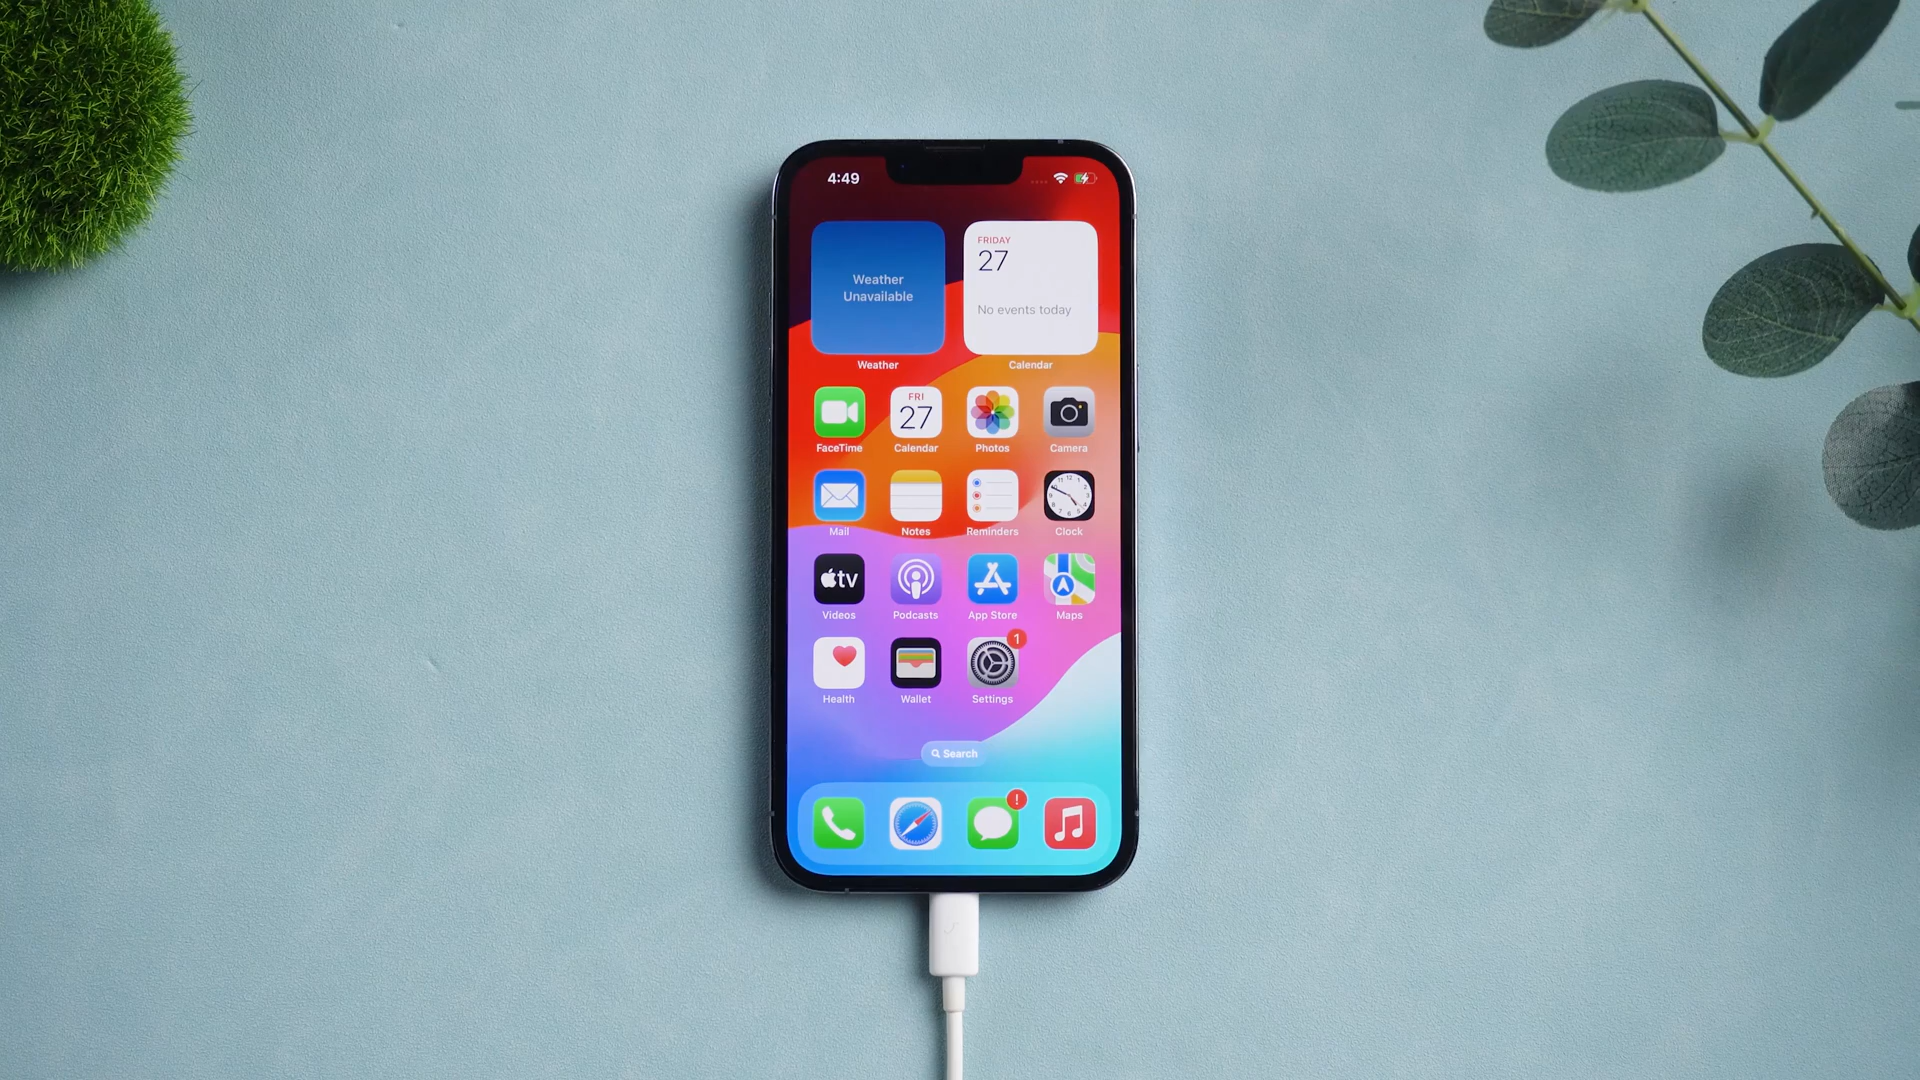 4:49
Weather
Unavailable
FRIDAY
27
No events today
Weather
Calendar
FRI
27
FaceTime
Calendar
Photos
Camera
Mail
Notes
Reminders
Clock
tv
Videos
Podcasts
App Store
Maps
1
Health
Wallet
Settings
Search
!